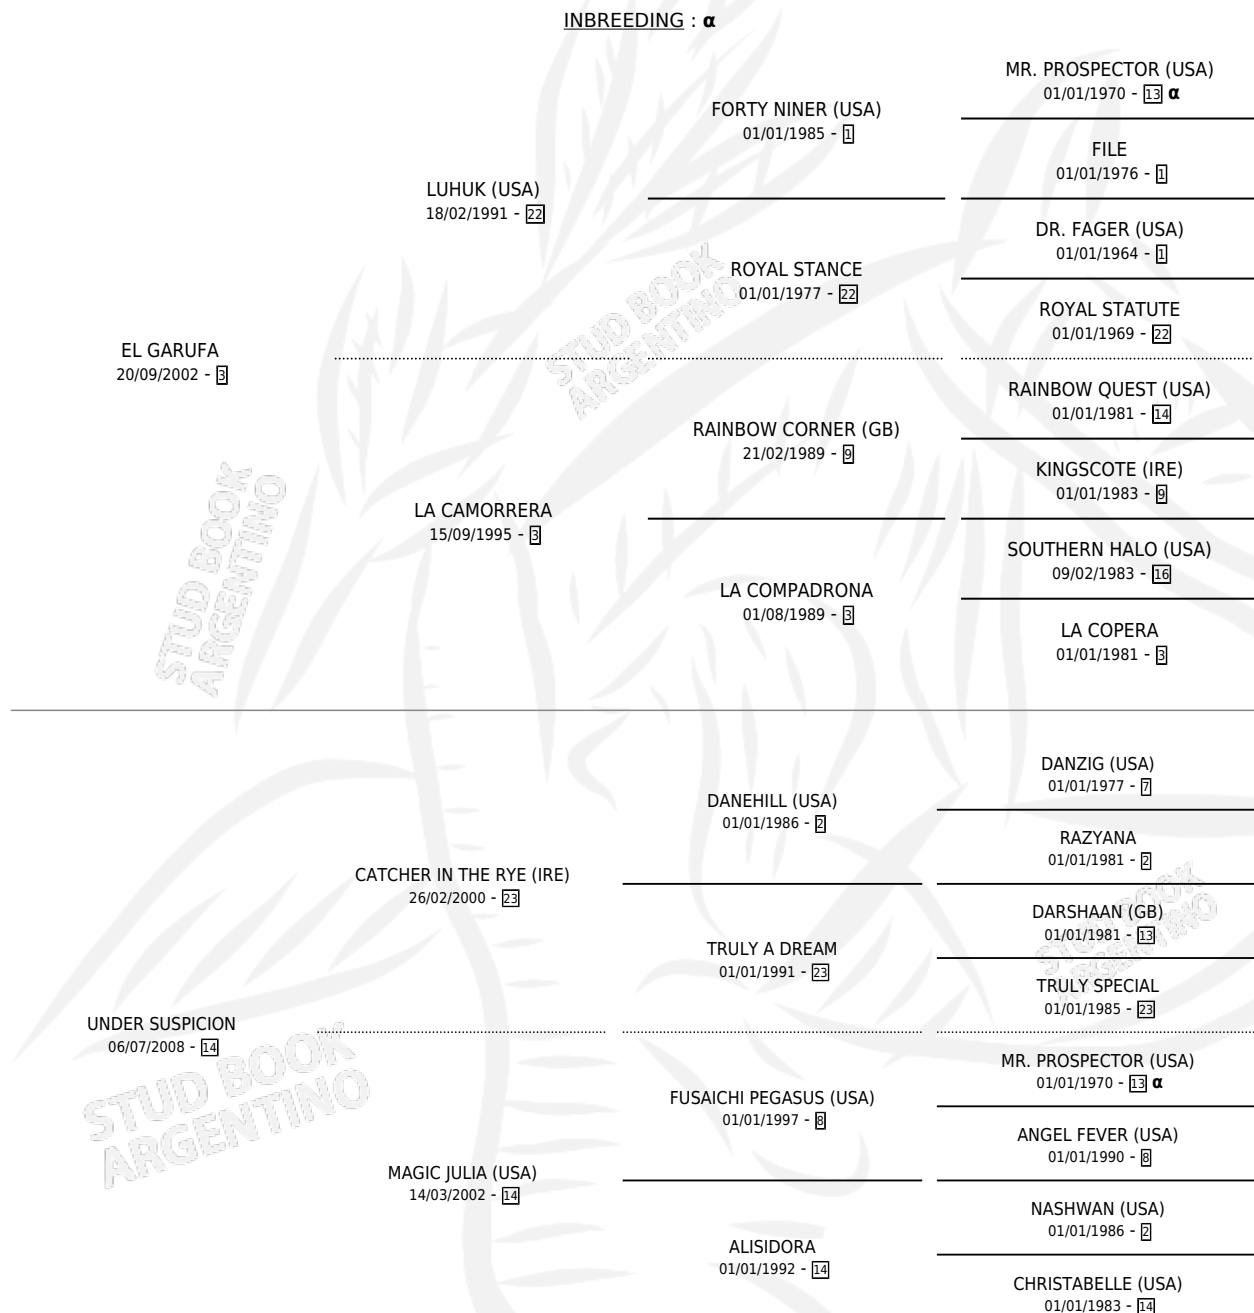 INBREEDING : α
MR. PROSPECTOR (USA)
01/01/1970 - 13 α
FORTY NINER (USA)
01/01/1985 - 1
FILE
01/01/1976 - 1
LUHUK (USA)
18/02/1991 - 22
DR. FAGER (USA)
01/01/1964 - 1
ROYAL STANCE
01/01/1977 - 22
ROYAL STATUTE
01/01/1969 - 22
EL GARUFA
20/09/2002 - 3
RAINBOW QUEST (USA)
01/01/1981 - 14
RAINBOW CORNER (GB)
21/02/1989 - 9
KINGSCOTE (IRE)
01/01/1983 - 9
LA CAMORRERA
15/09/1995 - 3
SOUTHERN HALO (USA)
09/02/1983 - 16
LA COMPADRONA
01/08/1989 - 3
LA COPERA
01/01/1981 - 3
STUD BOOK
ARGENTINO
STUD BOOK
ARGENTINO
DANZIG (USA)
01/01/1977 - 7
DANEHILL (USA)
01/01/1986 - 2
RAZYANA
01/01/1981 - 2
CATCHER IN THE RYE (IRE)
26/02/2000 - 23
DARSHAAN (GB)
01/01/1981 - 13
TRULY A DREAM
01/01/1991 - 23
TRULY SPECIAL
01/01/1985 - 23
UNDER SUSPICION
06/07/2008 - 14
MR. PROSPECTOR (USA)
01/01/1970 - 13 α
FUSAICHI PEGASUS (USA)
01/01/1997 - 8
ANGEL FEVER (USA)
01/01/1990 - 8
MAGIC JULIA (USA)
14/03/2002 - 14
NASHWAN (USA)
01/01/1986 - 2
ALISIDORA
01/01/1992 - 14
CHRISTABELLE (USA)
01/01/1983 - 14
STUD BOOK
ARGENTINO
STUD BOOK
ARGENTINO